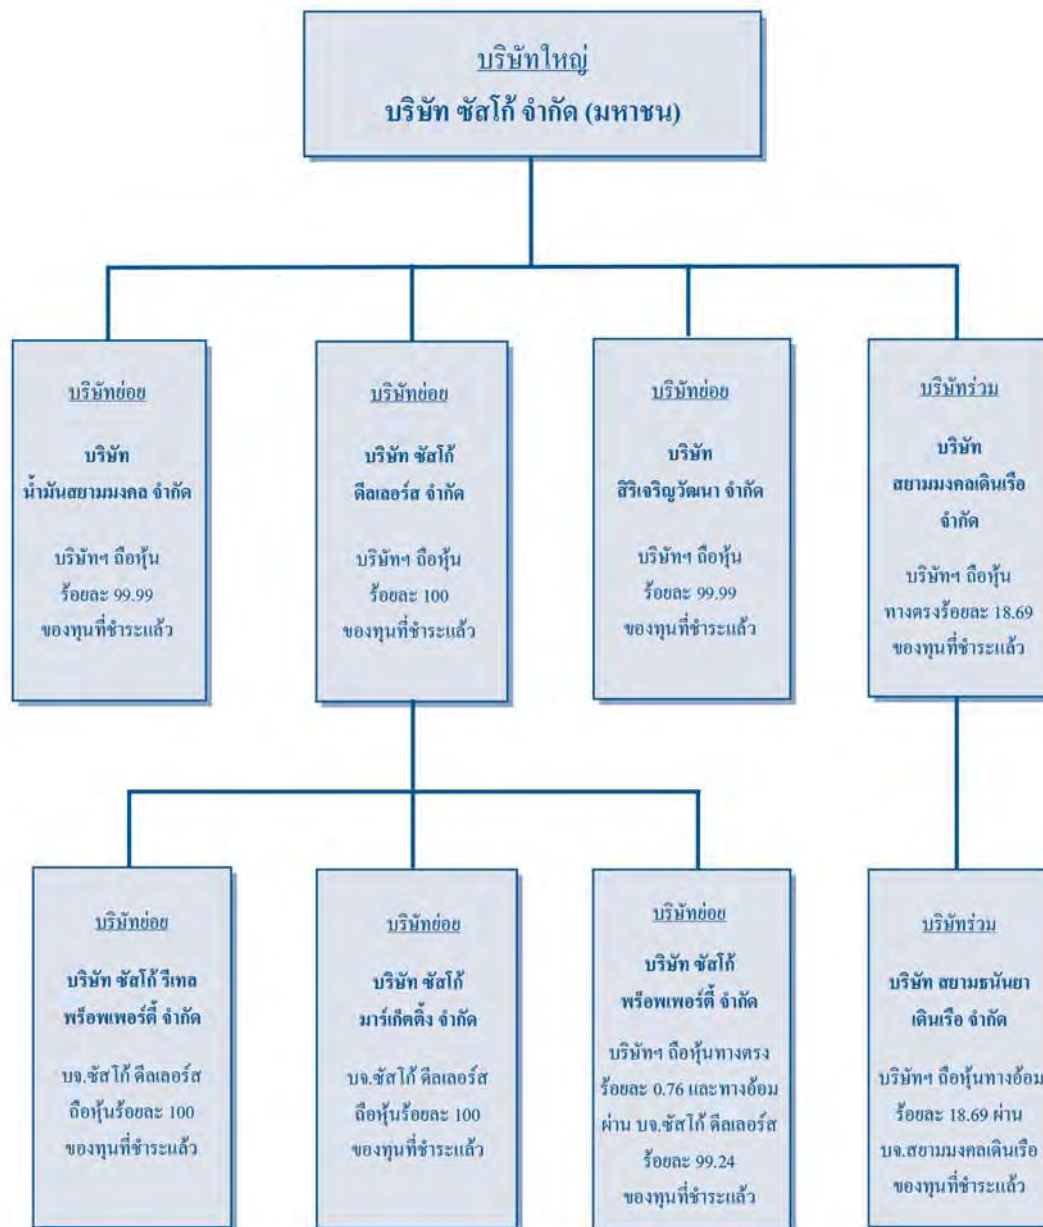 บริษัทใหญ่
บริษัท ซัสโก้ จำกัด (มหาชน)
บริษัทย่อย
บริษัท
น้ำมันสยามมงคล จำกัด
บริษัทฯ ถือหุ้น
ร้อยละ 99.99
ของทุนที่ชำระแล้ว
บริษัทย่อย
บริษัท ซัสโก้
ดีลเลอร์ส จำกัด
บริษัทฯ ถือหุ้น
ร้อยละ 100
ของทุนที่ชำระแล้ว
บริษัทย่อย
บริษัท
สิริเจริญวัฒนา จำกัด
บริษัทฯ ถือหุ้น
ร้อยละ 99.99
ของทุนที่ชำระแล้ว
บริษัทร่วม
บริษัท
สยามมงคลเดินเรือ
จำกัด
บริษัทฯ ถือหุ้น
ทางตรงร้อยละ 18.69
ของทุนที่ชำระแล้ว
บริษัทย่อย
บริษัท ซัสโก้ รีเทล
พร็อพเพอร์ตี้ จำกัด
บจ.ซัสโก้ ดีลเลอร์ส
ถือหุ้นร้อยละ 100
ของทุนที่ชำระแล้ว
บริษัทย่อย
บริษัท ซัสโก้
มาร์เก็ตติ้ง จำกัด
บจ.ซัสโก้ ดีลเลอร์ส
ถือหุ้นร้อยละ 100
ของทุนที่ชำระแล้ว
บริษัทย่อย
บริษัท ซัสโก้
พร็อพเพอร์ตี้ จำกัด
บริษัทฯ ถือหุ้นทางตรง
ร้อยละ 0.76 และทางอ้อม
ผ่าน บจ.ซัสโก้ ดีลเลอร์ส
ร้อยละ 99.24
ของทุนที่ชำระแล้ว
บริษัทร่วม
บริษัท สยามธนันยา
เดินเรือ จำกัด
บริษัทฯ ถือหุ้นทางอ้อม
ร้อยละ 18.69 ผ่าน
บจ.สยามมงคลเดินเรือ
ของทุนที่ชำระแล้ว